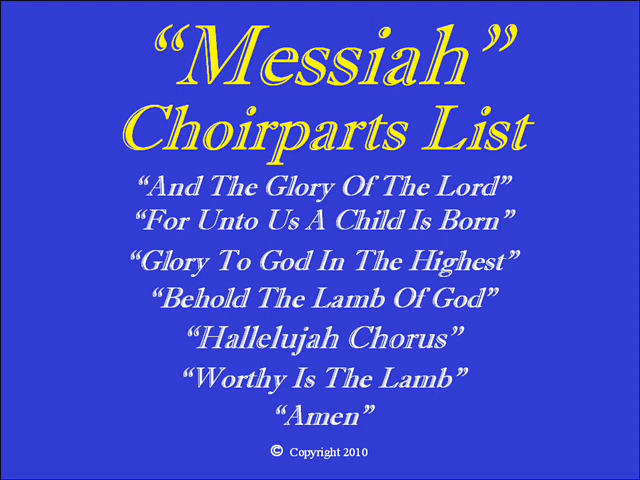 “Messiah”
Choirparts List
“And The Glory Of The Lord”
“For Unto Us A Child Is Born”
“Glory To God In The Highest”
“Behold The Lamb Of God”
“Hallelujah Chorus”
“Worthy Is The Lamb”
“Amen”
© Copyright 2010